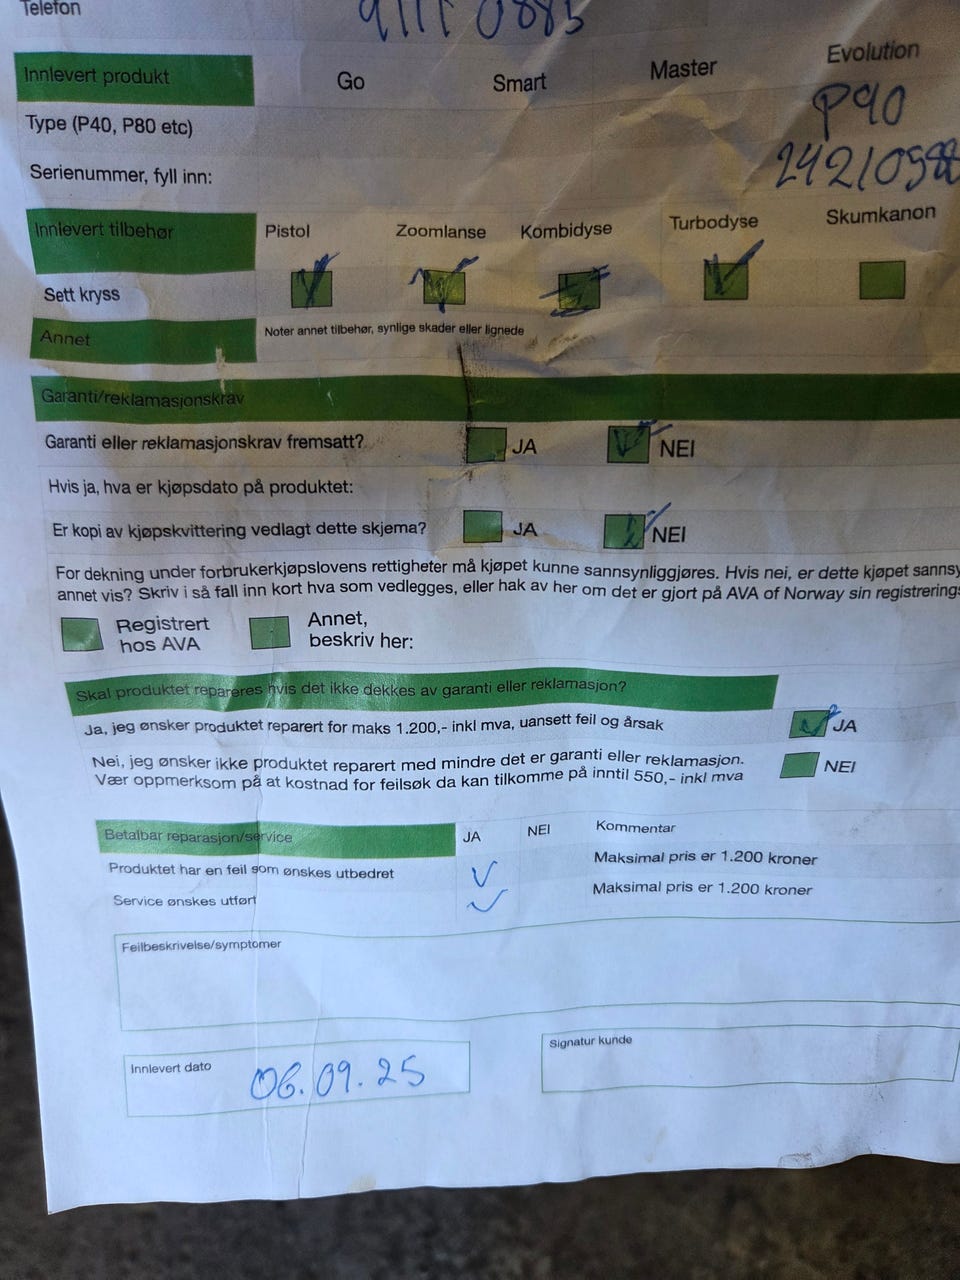 Telefon
Innlevert produkt Go Smart Master Evolution
Type (P40, P80 etc) P90
Serienummer, fyll inn:
Innlevert tilbehør Pistol Zoomlanse Kombidyse Turbodyse Skumkanon
Sett kryss
Annet Noter annet tilbehør, synlige skader eller lignede
Garanti/reklamasjonskrav
Garanti eller reklamasjonskrav fremsatt? JA NEI
Hvis ja, hva er kjøpsdato på produktet:
Er kopi av kjøpskvittering vedlagt dette skjema? JA NEI
For dekning under forbrukerkjøpslovens rettigheter må kjøpet kunne sannsynliggjøres. Hvis nei, er dette kjøpet sannsy
annet vis? Skriv i så fall inn kort hva som vedlegges, eller hak av her om det er gjort på AVA of Norway sin registrering
Registrert
hos AVA
Annet,
beskriv her:
Skal produktet repareres hvis det ikke dekkes av garanti eller reklamasjon?
Ja, jeg ønsker produktet reparert for maks 1.200,- inkl mva, uansett feil og årsak JA
Nei, jeg ønsker ikke produktet reparert med mindre det er garanti eller reklamasjon.
Vær oppmerksom på at kostnad for feilsøk da kan tilkomme på inntil 550,- inkl mva NEI
Betalbar reparasjon/service JA NEI Kommentar
Produktet har en feil som ønskes utbedret Maksimal pris er 1.200 kroner
Service ønskes utført Maksimal pris er 1.200 kroner
Feilbeskrivelse/symptomer
Innlevert dato 06.09.25
Signatur kunde